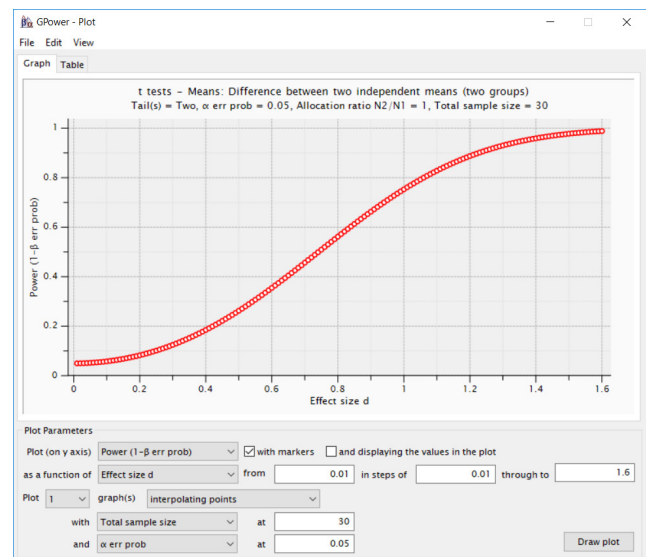 GPower - Plot
File Edit View
Graph Table
t tests - Means: Difference between two independent means (two groups)
Tail(s) = Two, α err prob = 0.05, Allocation ratio N2/N1 = 1, Total sample size = 30
1
0.8
0.6
0.4
0.2
0
Power (1-β err prob)
0 0.2 0.4 0.6 0.8 1 1.2 1.4 1.6
Effect size d
Plot Parameters
Plot (on y axis) Power (1-β err prob) with markers and displaying the values in the plot
as a function of Effect size d from 0.01 in steps of 0.01 through to 1.6
Plot 1 graph(s) interpolating points
with Total sample size at 30
and α err prob at 0.05 Draw plot